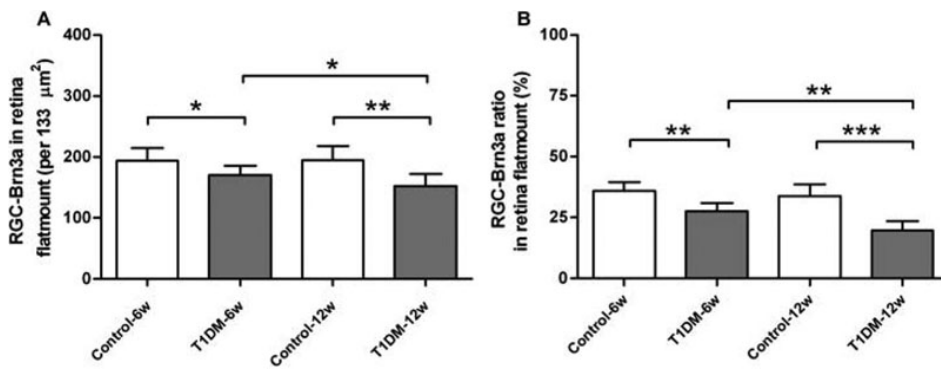 A
RGC-Brn3a in retina
flatmount (per 133 μm²)
400
300
200
100
0
*
*
**
Control-6w
T1DM-6w
Control-12w
T1DM-12w
B
RGC-Brn3a ratio
in retina flatmount (%)
100
75
50
25
0
**
**
***
Control-6w
T1DM-6w
Control-12w
T1DM-12w